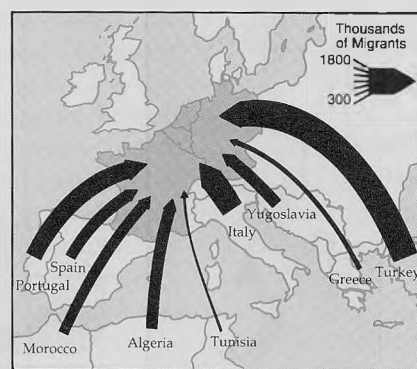 Thousands
of Migrants
1800
300
Spain
Portugal
Yugoslavia
Italy
Greece
Turkey
Morocco
Algeria
Tunisia